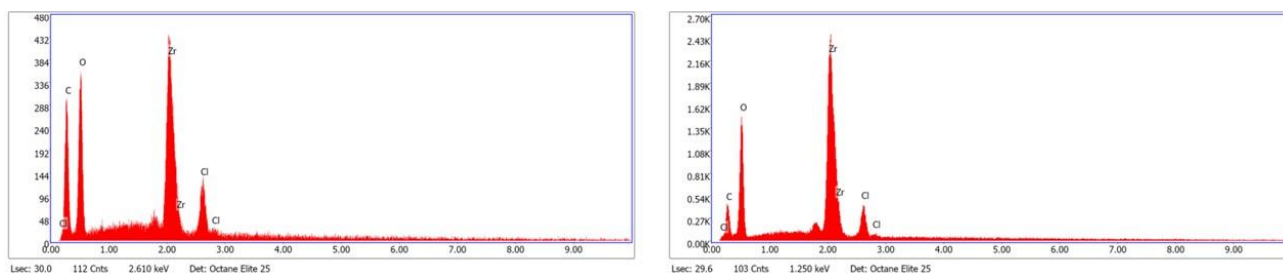 480
432
384
336
288
240
192
144
96
48
0
C
O
Zr
Cl
Zr
Cl
Cl
0.00 1.00 2.00 3.00 4.00 5.00 6.00 7.00 8.00 9.00
Lsec: 30.0 112 Cnts 2.610 keV Det: Octane Elite 25
2.70K
2.43K
2.16K
1.89K
1.62K
1.35K
1.08K
0.81K
0.54K
0.27K
0.00K
Zr
O
C
Zr
Cl
Cl
0.00 1.00 2.00 3.00 4.00 5.00 6.00 7.00 8.00 9.00
Lsec: 29.6 103 Cnts 1.250 keV Det: Octane Elite 25